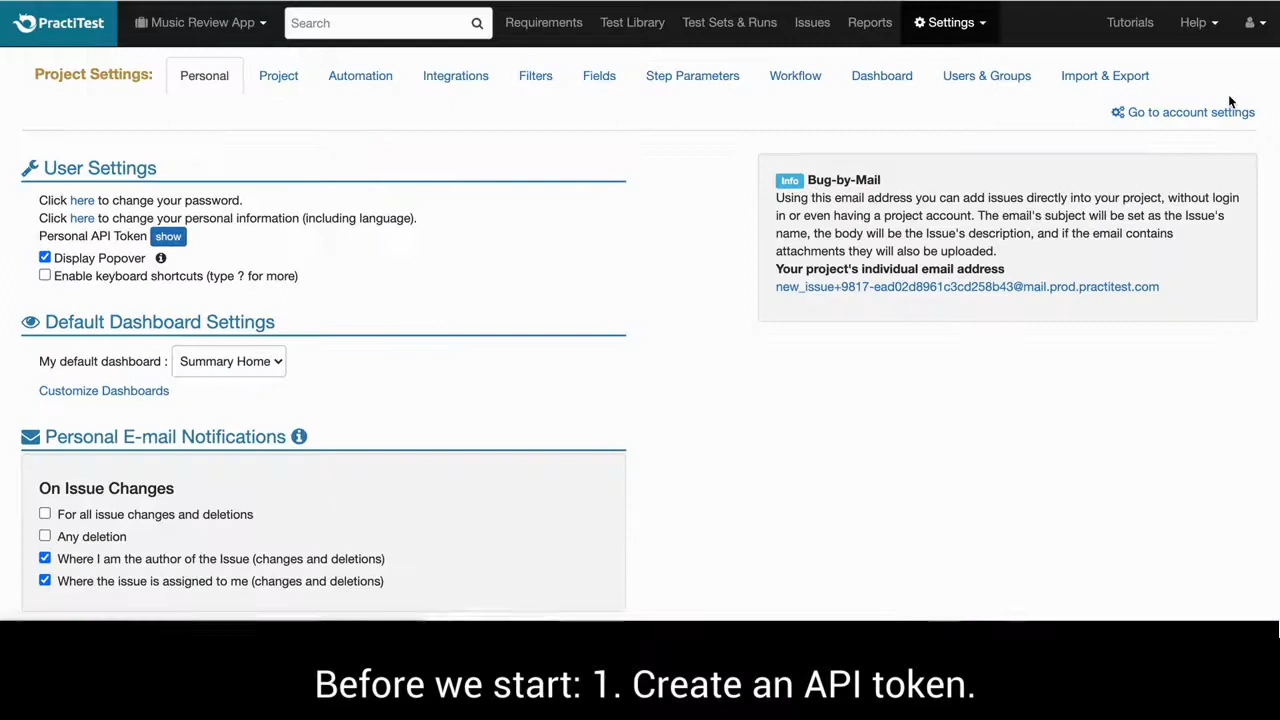 PractiTest
Music Review App
Search
Requirements
Test Library
Test Sets & Runs
Issues
Reports
Settings
Tutorials
Help
Project Settings:
Personal
Project
Automation
Integrations
Filters
Fields
Step Parameters
Workflow
Dashboard
Users & Groups
Import & Export
Go to account settings
User Settings
Click here to change your password.
Click here to change your personal information (including language).
Personal API Token show
Display Popover
Enable keyboard shortcuts (type ? for more)
Default Dashboard Settings
My default dashboard : Summary Home
Customize Dashboards
Personal E-mail Notifications
On Issue Changes
For all issue changes and deletions
Any deletion
Where I am the author of the Issue (changes and deletions)
Where the issue is assigned to me (changes and deletions)
Info Bug-by-Mail
Using this email address you can add issues directly into your project, without login
in or even having a project account. The email's subject will be set as the Issue's
name, the body will be the Issue's description, and if the email contains
attachments they will also be uploaded.
Your project's individual email address
new_issue+9817-ead02d8961c3cd258b43@mail.prod.practitest.com
Before we start: 1. Create an API token.